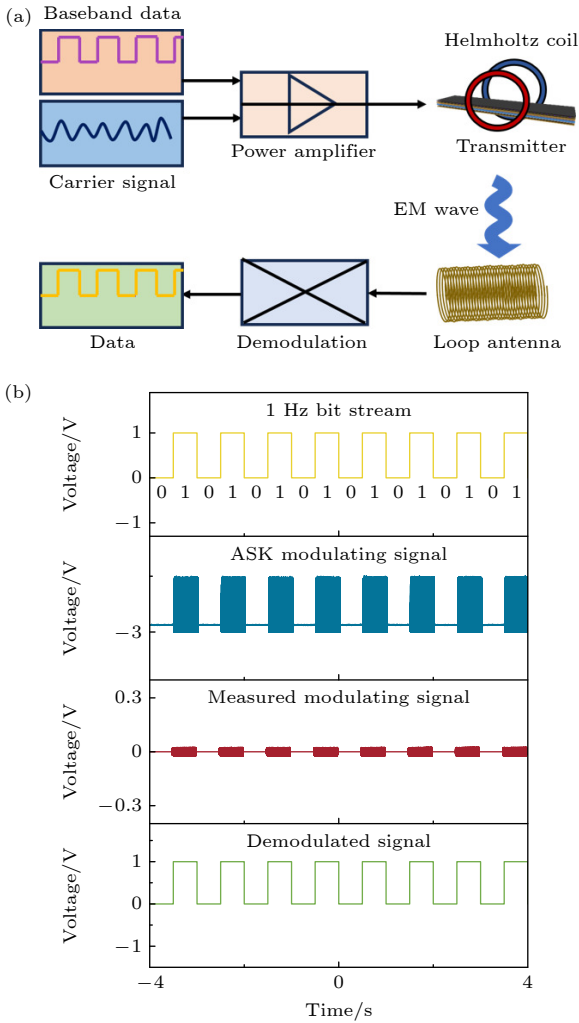 (a)
Baseband data
Helmholtz coil
Carrier signal
Power amplifier
Transmitter
EM wave
Data
Demodulation
Loop antenna
(b)
1 Hz bit stream
Voltage/V
1
0
−1
0 1 0 1 0 1 0 1 0 1 0 1 0 1 0 1
ASK modulating signal
Voltage/V
−3
Measured modulating signal
Voltage/V
0.3
0
−0.3
Demodulated signal
Voltage/V
1
0
−1
−4 0 4
Time/s